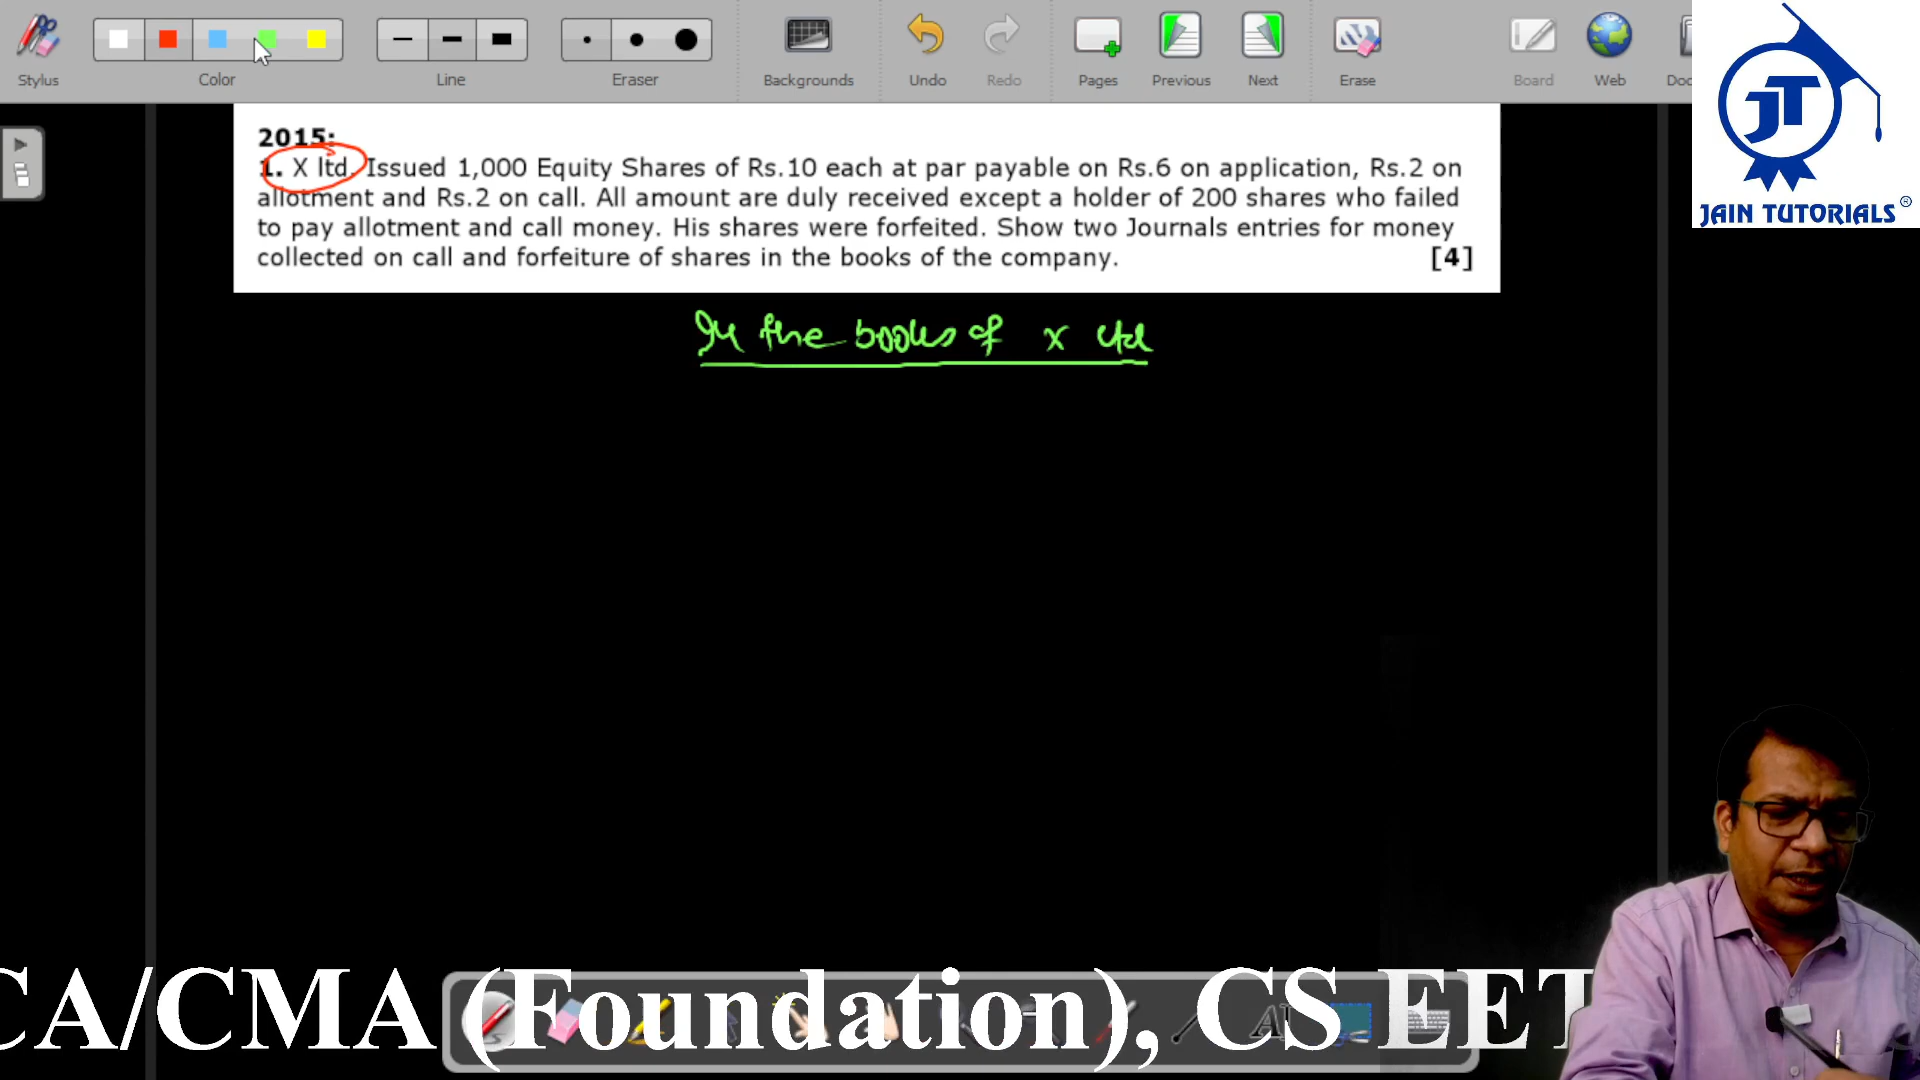 Stylus
Color
Line
Eraser
Backgrounds
Undo
Redo
Pages
Previous
Next
Erase
Board
Web
JT
JAIN TUTORIALS®
2015:
1. X ltd. Issued 1,000 Equity Shares of Rs.10 each at par payable on Rs.6 on application, Rs.2 on
allotment and Rs.2 on call. All amount are duly received except a holder of 200 shares who failed
to pay allotment and call money. His shares were forfeited. Show two Journals entries for money
collected on call and forfeiture of shares in the books of the company. [4]
In the books of x Ltd
CA/CMA (Foundation), CS EET